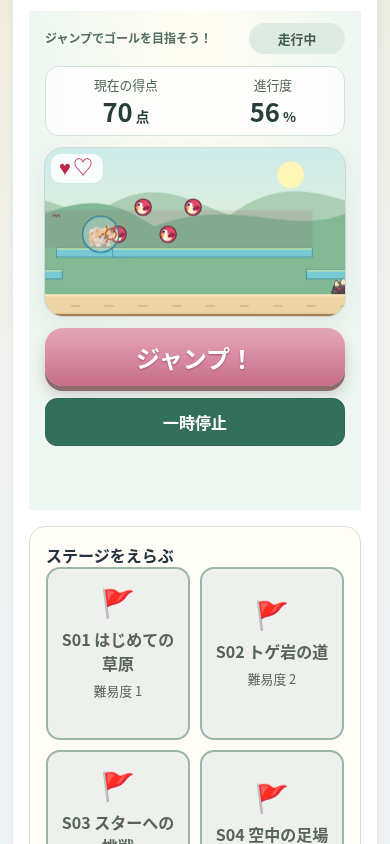 ジャンプでゴールを目指そう！
走行中
現在の得点
進行度
70 点
56 %
ジャンプ！
一時停止
ステージをえらぶ
S01 はじめての
草原
難易度 1
S02 トゲ岩の道
難易度 2
S03 スターへの
挑戦
S04 空中の足場